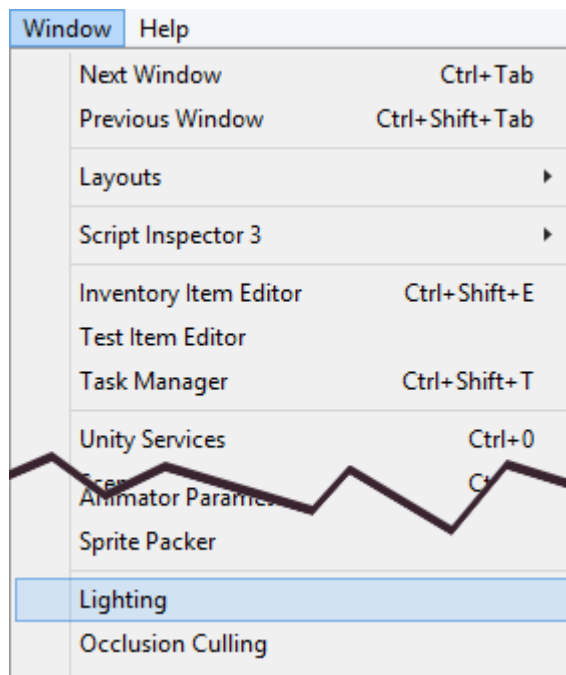 Window Help
Next Window Ctrl+Tab
Previous Window Ctrl+Shift+Tab
Layouts
Script Inspector 3
Inventory Item Editor Ctrl+Shift+E
Test Item Editor
Task Manager Ctrl+Shift+T
Unity Services Ctrl+0
Animator
Sprite Packer
Lighting
Occlusion Culling